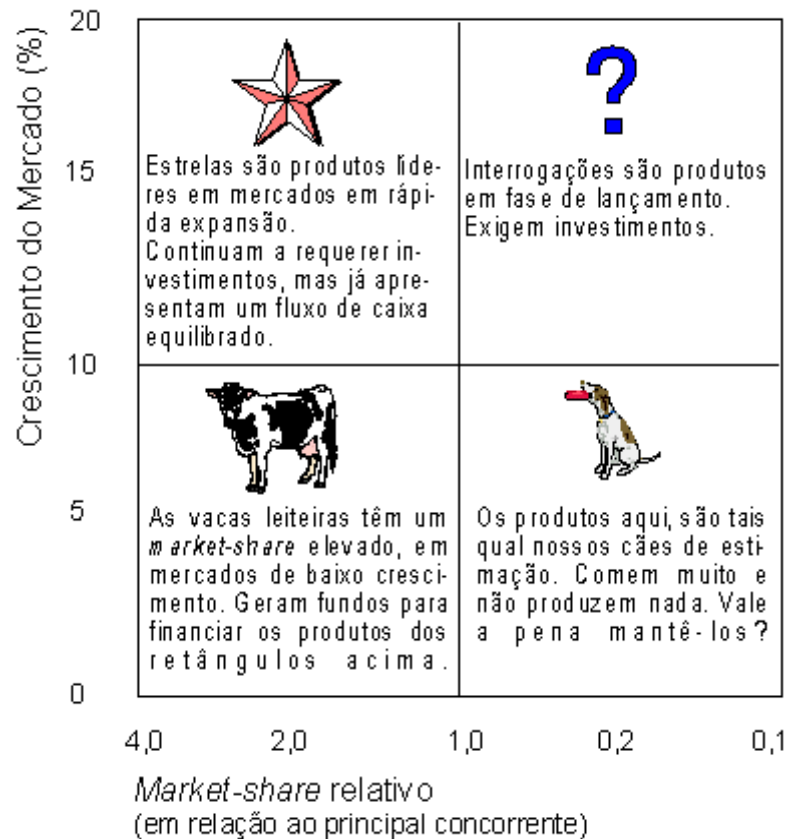 Crescimento do Mercado (%)
20
15
10
5
0
?
Estrelas são produtos líde-
res em mercados em rápi-
da expansão.
Continuam a requerer in-
vestimentos, mas já apre-
sentam um fluxo de caixa
equilibrado.
Interrogações são produtos
em fase de lançamento.
Exigem investimentos.
As vacas leiteiras têm um
market-share elevado, em
mercados de baixo cresci-
mento. Geram fundos para
financiar os produtos dos
retângulos acima.
Os produtos aqui, são tais
qual nossos cães de esti-
mação. Comem muito e
não produzem nada. Vale
a pena mantê-los?
4,0 2,0 1,0 0,2 0,1
Market-share relativo
(em relação ao principal concorrente)